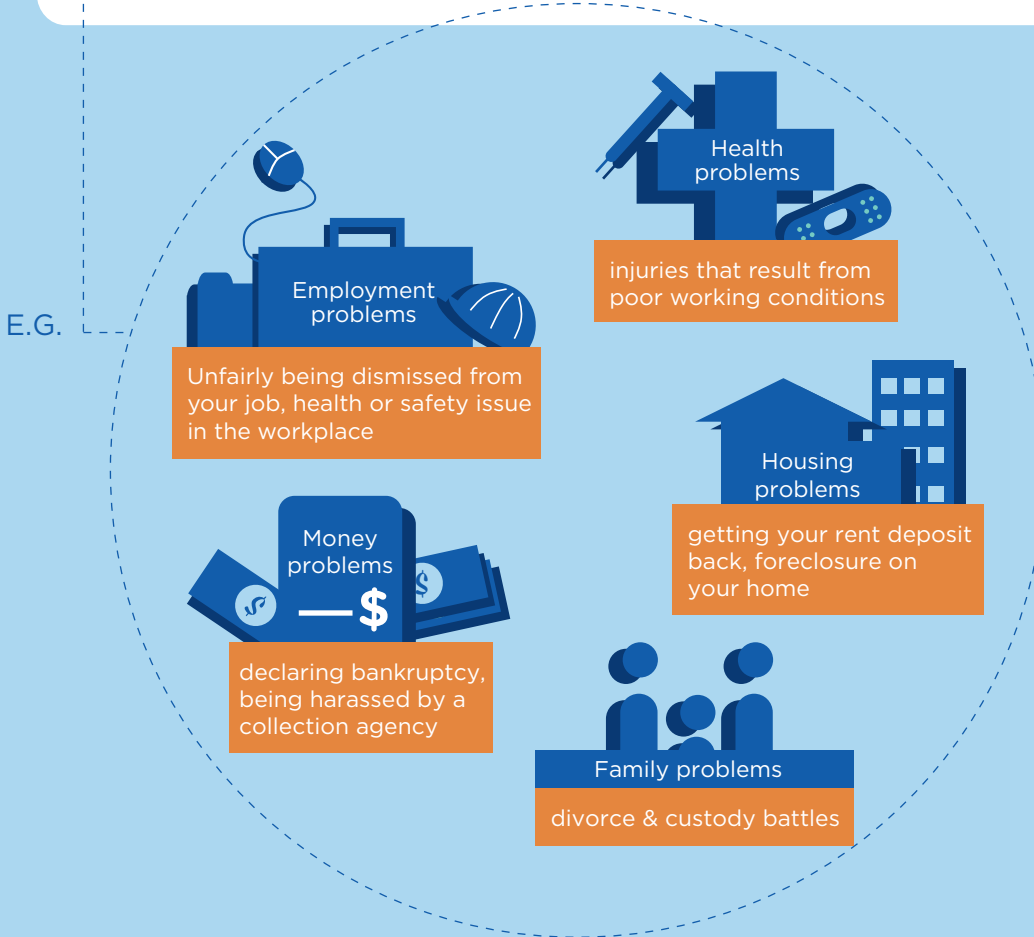 E.G.
Employment
problems
Unfairly being dismissed from
your job, health or safety issue
in the workplace
Health
problems
injuries that result from
poor working conditions
Housing
problems
getting your rent deposit
back, foreclosure on
your home
Money
problems
— $
$
$
declaring bankruptcy,
being harassed by a
collection agency
Family problems
divorce & custody battles